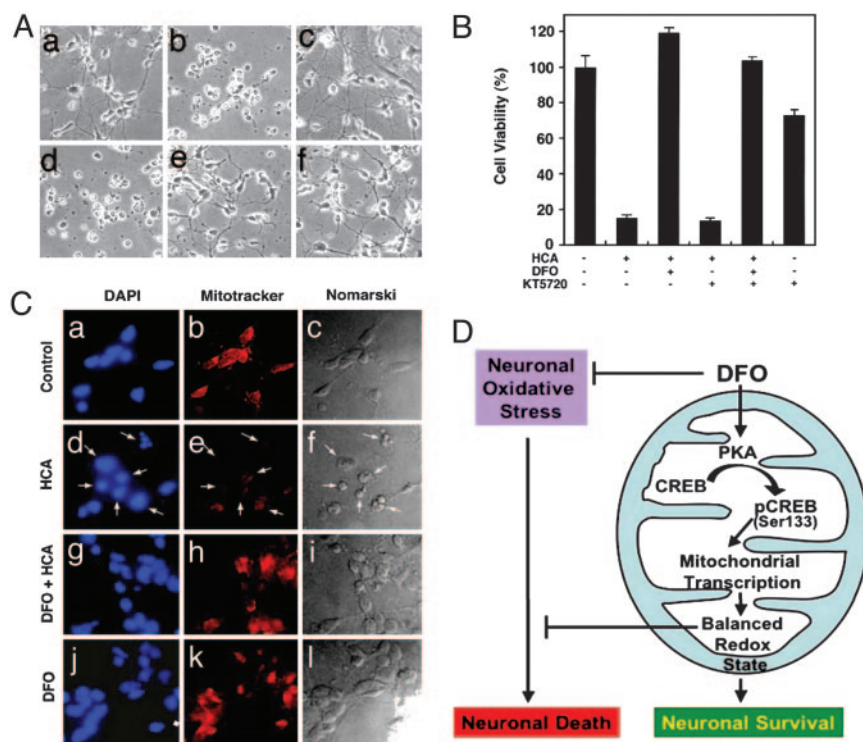 A
a
b
c
d
e
f
B
Cell Viability (%)
120
100
80
60
40
20
0
HCA - + + + + -
DFO - - + - + -
KT5720 - - - + + +
C
DAPI Mitotracker Nomarski
Control
a
b
c
HCA
d
e
f
DFO + HCA
g
h
i
DFO
j
k
l
D
Neuronal
Oxidative
Stress
DFO
PKA
CREB
pCREB
(Ser133)
Mitochondrial
Transcription
Balanced
Redox
State
Neuronal Death
Neuronal Survival